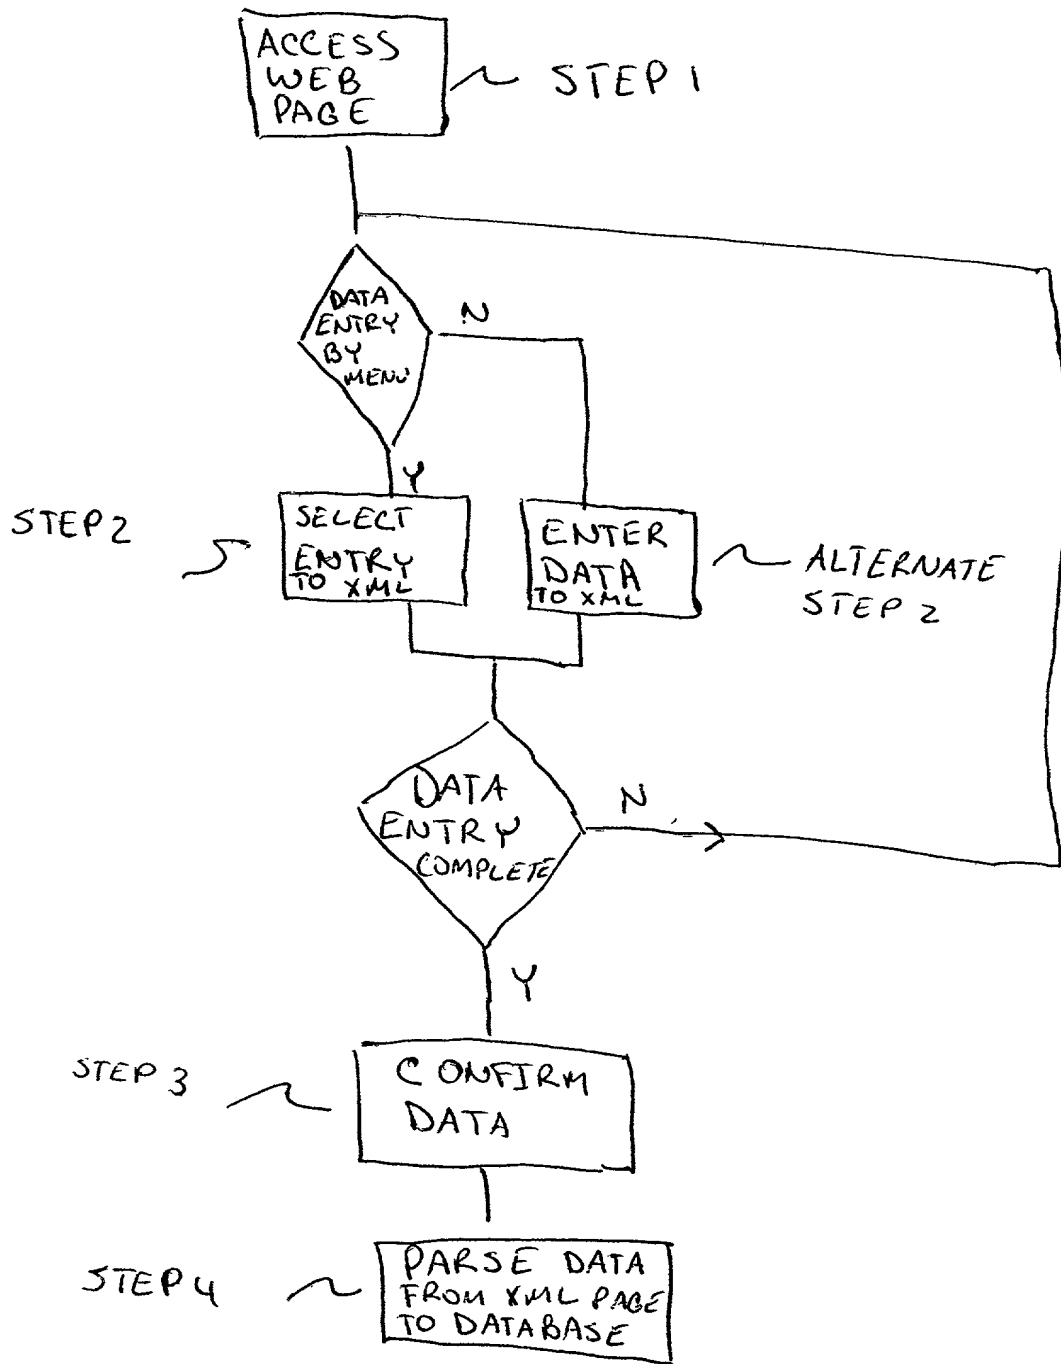 ACCESS
WEB
PAGE
STEP 1
DATA
ENTRY
BY
MENU
N
Y
STEP 2
SELECT
ENTRY
TO XML
ENTER
DATA
TO XML
ALTERNATE
STEP 2
DATA
ENTRY
COMPLETE
N
Y
STEP 3
CONFIRM
DATA
STEP 4
PARSE DATA
FROM XML PAGE
TO DATABASE